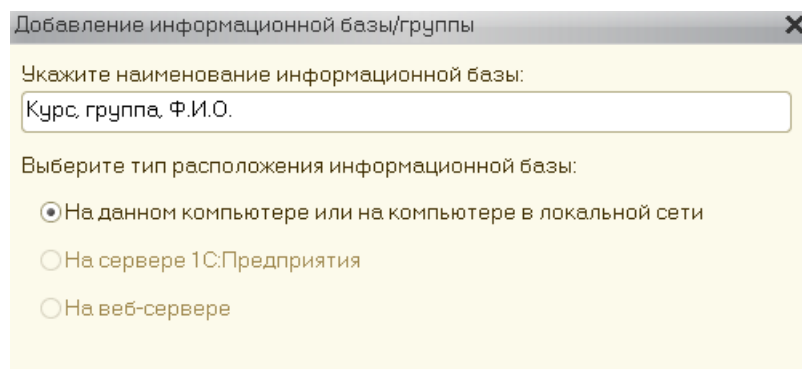 Добавление информационной базы/группы
Укажите наименование информационной базы:
Курс, группа, Ф.И.О.
Выберите тип расположения информационной базы:
На данном компьютере или на компьютере в локальной сети
На сервере 1С:Предприятия
На веб-сервере